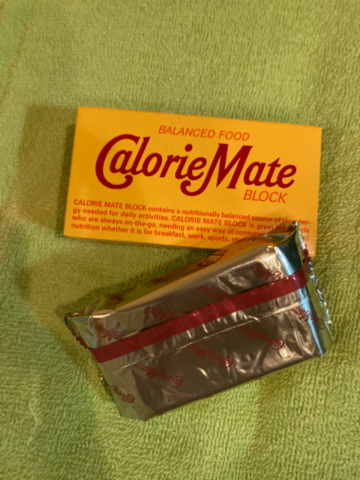 BALANCED FOOD
CalorieMate
BLOCK
CALORIE MATE BLOCK contains a nutritionally balanced source of
gy needed for daily activities. CALORIE MATE BLOCK is great
who are always on-the-go, needing an easy way of
nutrition whether it is for breakfast, work, sports,